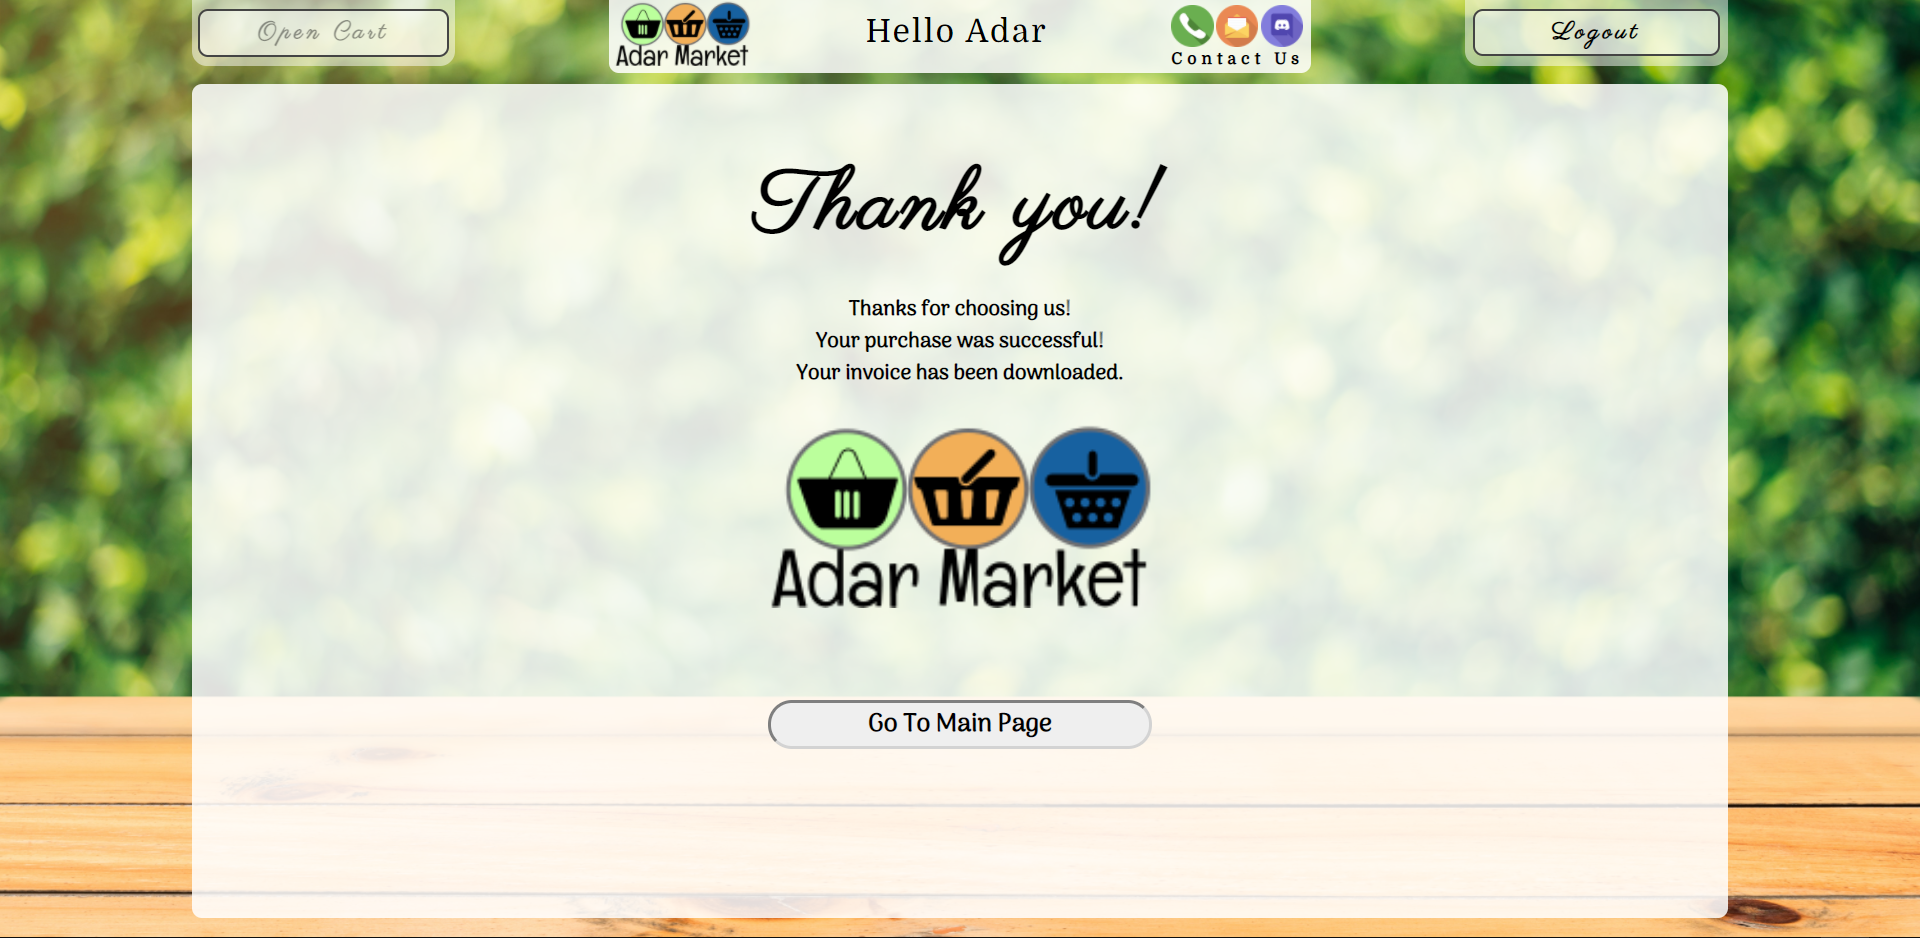 Open Cart
Adar Market
Hello Adar
Contact Us
Logout
Thank you!
Thanks for choosing us!
Your purchase was successful!
Your invoice has been downloaded.
Adar Market
Go To Main Page